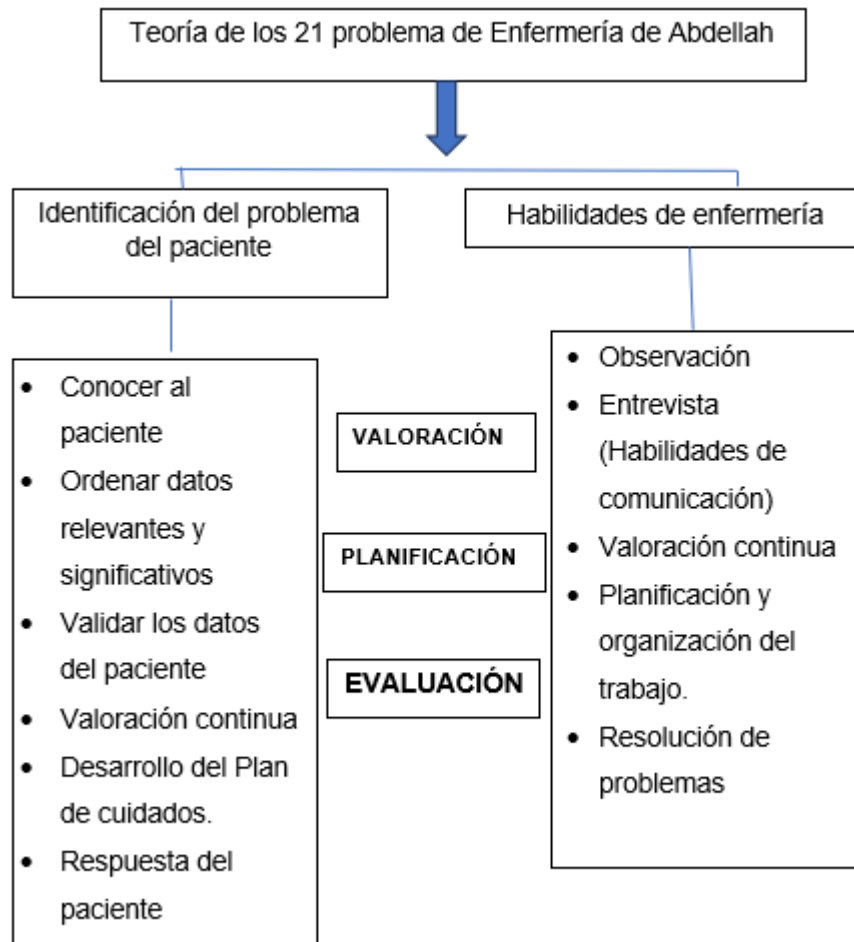 Teoría de los 21 problema de Enfermería de Abdellah
Identificación del problema
del paciente
Habilidades de enfermería
• Conocer al
paciente
• Ordenar datos
relevantes y
significativos
• Validar los datos
del paciente
• Valoración continua
• Desarrollo del Plan
de cuidados.
• Respuesta del
paciente
VALORACIÓN
PLANIFICACIÓN
EVALUACIÓN
• Observación
• Entrevista
(Habilidades de
comunicación)
• Valoración continua
• Planificación y
organización del
trabajo.
• Resolución de
problemas